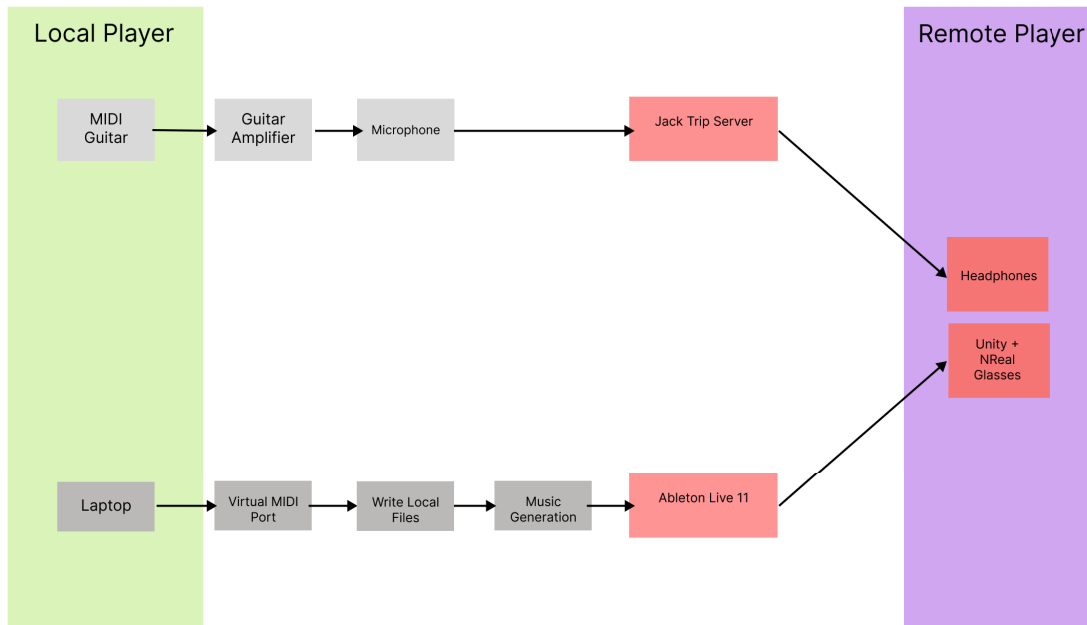 Local Player
Remote Player
MIDI
Guitar
Guitar
Amplifier
Microphone
Jack Trip Server
Headphones
Unity +
NReal
Glasses
Laptop
Virtual MIDI
Port
Write Local
Files
Music
Generation
Ableton Live 11